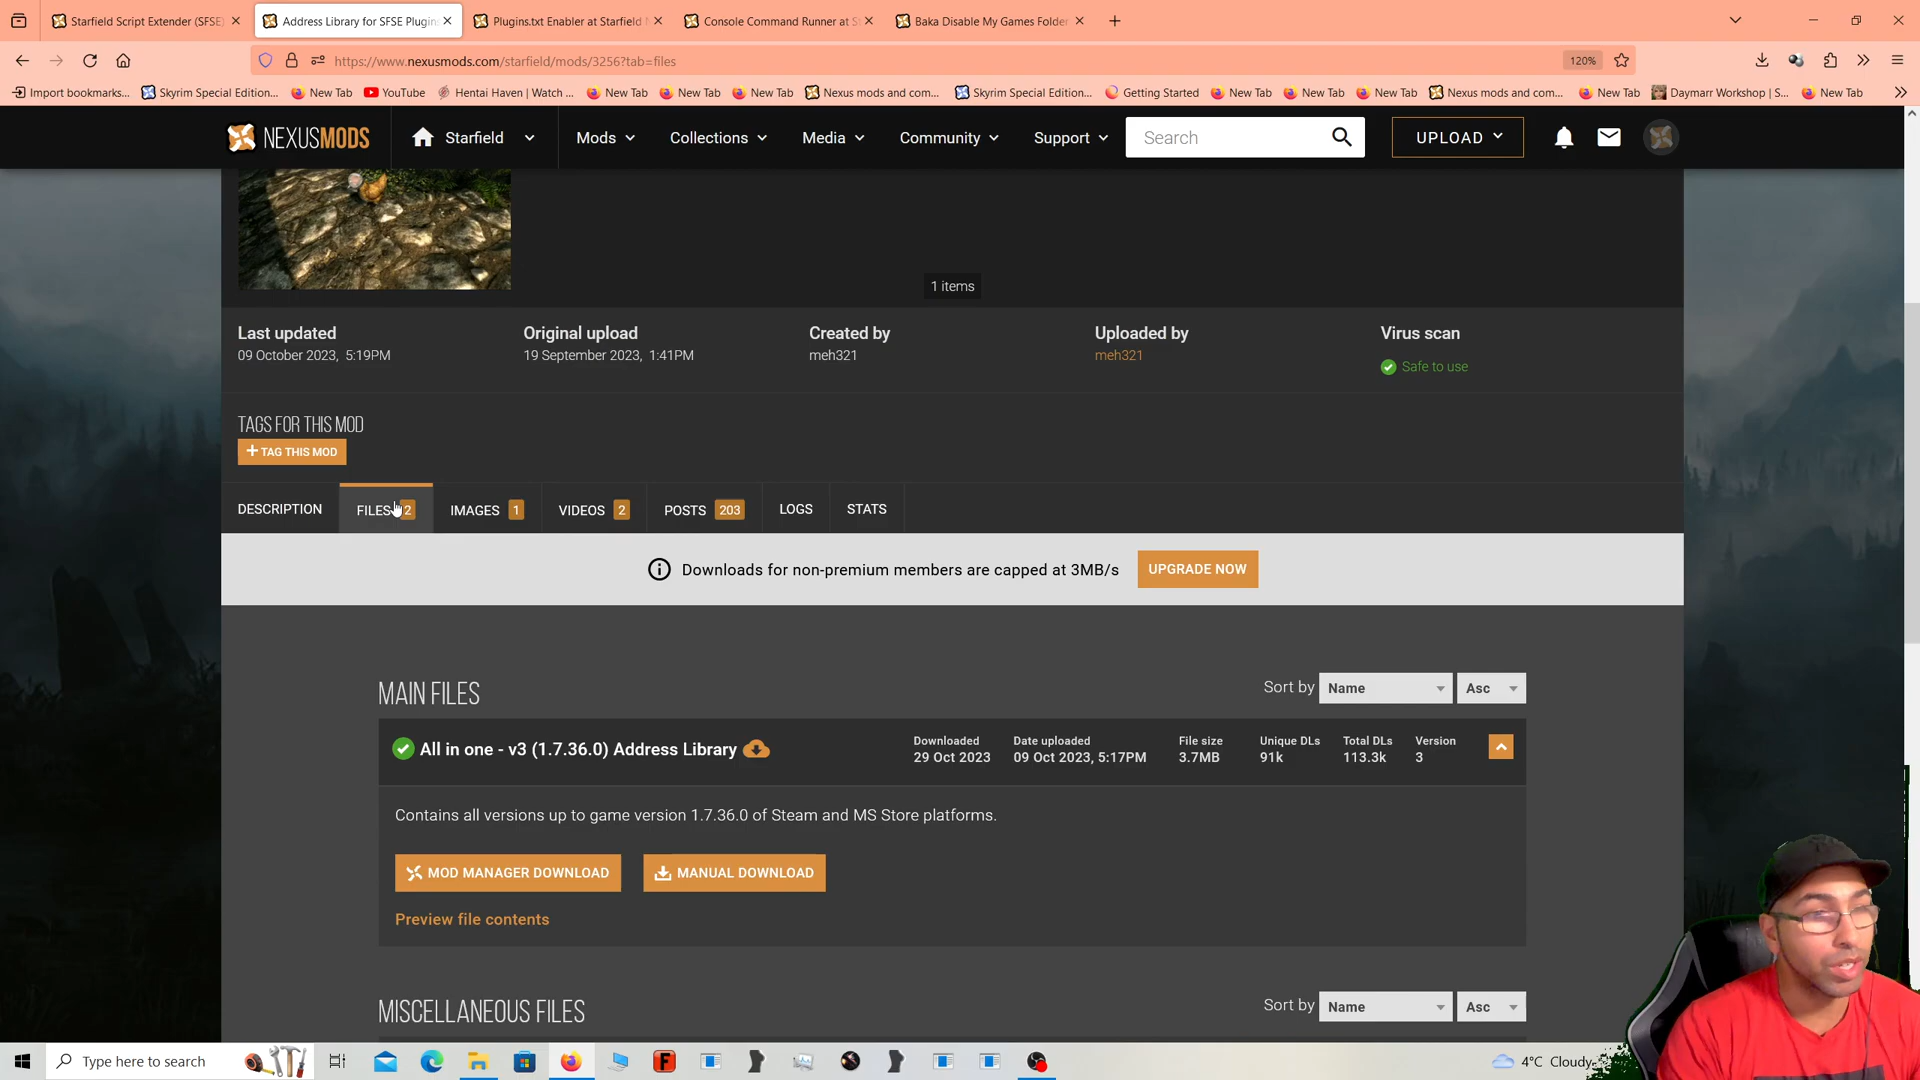 Starfield Script Extender (SFSE)
Address Library for SFSE Plugins
Plugins.txt Enabler at Starfield
Console Command Runner at S
Baka Disable My Games Folder
https://www.nexusmods.com/starfield/mods/3256?tab=files
120%
Import bookmarks...
Skyrim Special Edition...
New Tab
YouTube
Hentai Haven | Watch ...
New Tab
New Tab
New Tab
Nexus mods and com...
Skyrim Special Edition...
Getting Started
New Tab
New Tab
New Tab
Nexus mods and com...
New Tab
Daymarr Workshop | S...
New Tab
NEXUSMODS
Starfield
Mods
Collections
Media
Community
Support
Search
UPLOAD
1 items
Last updated
09 October 2023, 5:19PM
Original upload
19 September 2023, 1:41PM
Created by
meh321
Uploaded by
meh321
Virus scan
Safe to use
TAGS FOR THIS MOD
+ TAG THIS MOD
DESCRIPTION
FILES 2
IMAGES 1
VIDEOS 2
POSTS 203
LOGS
STATS
Downloads for non-premium members are capped at 3MB/s
UPGRADE NOW
MAIN FILES
Sort by Name Asc
All in one - v3 (1.7.36.0) Address Library
Downloaded
29 Oct 2023
Date uploaded
09 Oct 2023, 5:17PM
File size
3.7MB
Unique DLs
91k
Total DLs
113.3k
Version
3
Contains all versions up to game version 1.7.36.0 of Steam and MS Store platforms.
MOD MANAGER DOWNLOAD
MANUAL DOWNLOAD
Preview file contents
MISCELLANEOUS FILES
Sort by Name Asc
Type here to search
4°C Cloudy